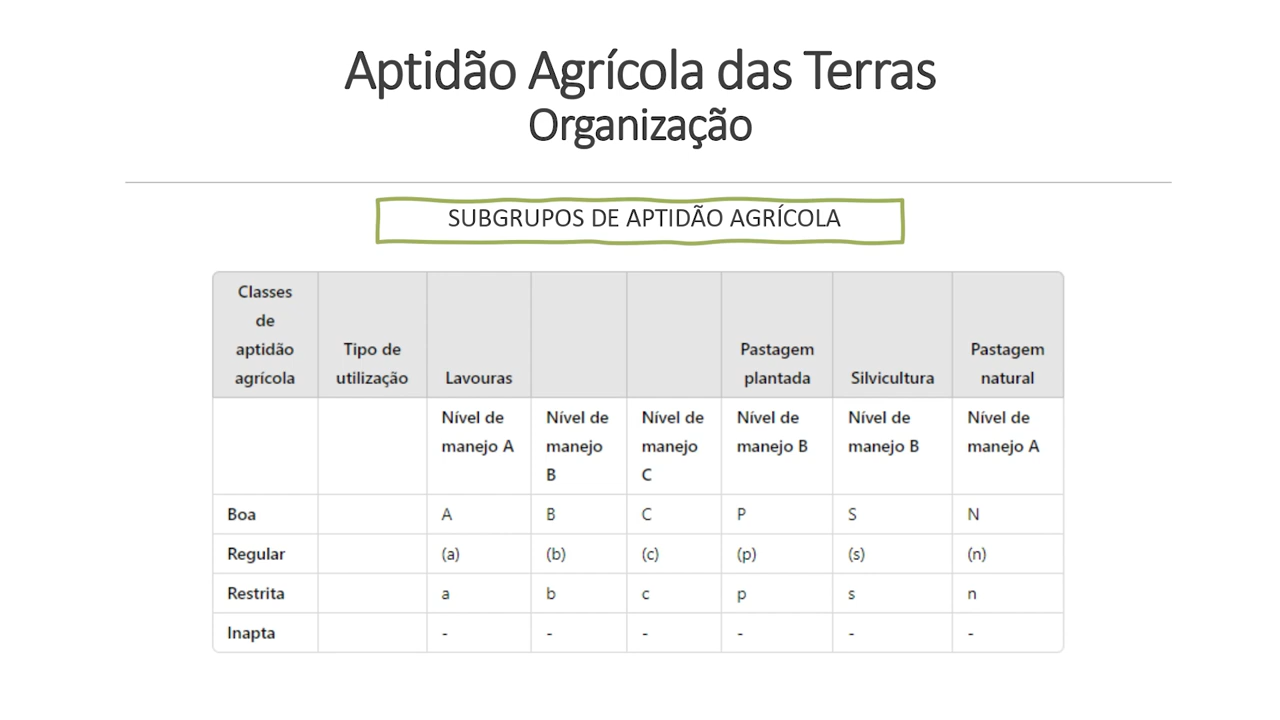 Aptidão Agrícola das Terras
Organização
SUBGRUPOS DE APTIDÃO AGRÍCOLA
Classes
de
aptidão
agrícola
Tipo de
utilização
Lavouras
Pastagem
plantada
Silvicultura
Pastagem
natural
Nível de
manejo A
Nível de
manejo
B
Nível de
manejo
C
Nível de
manejo B
Nível de
manejo B
Nível de
manejo A
Boa A B C P S N
Regular (a) (b) (c) (p) (s) (n)
Restrita a b c p s n
Inapta - - - - - -